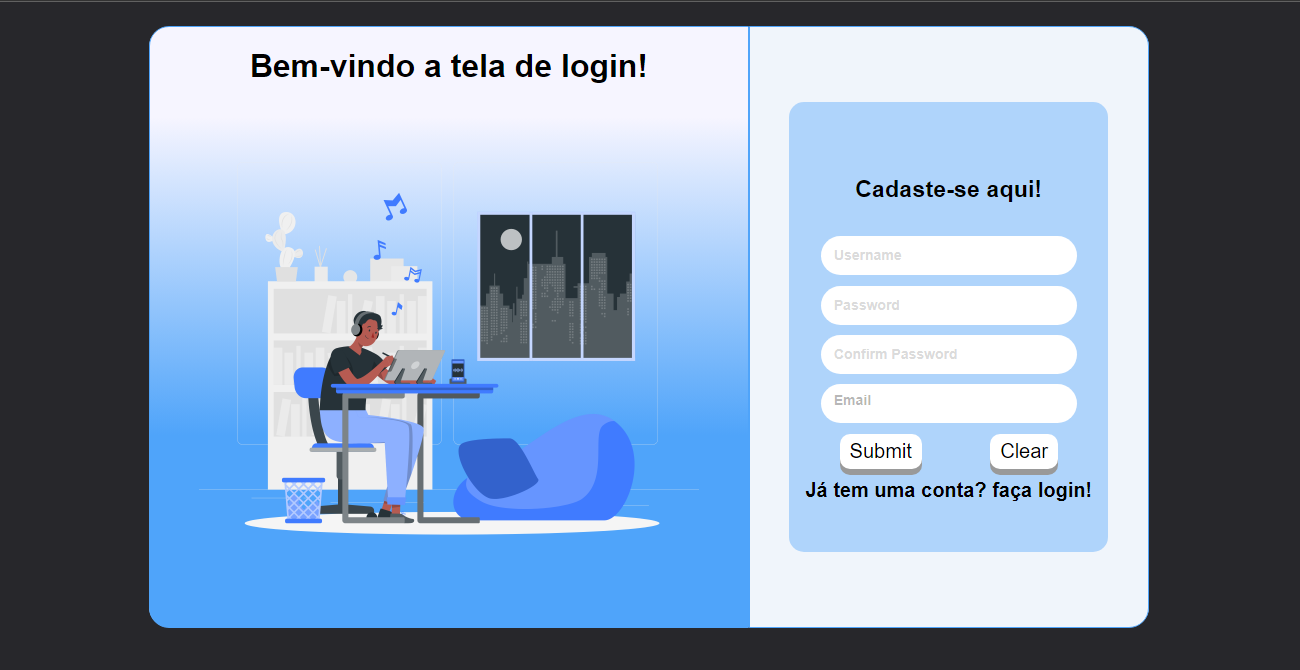 Bem-vindo a tela de login!
Cadaste-se aqui!
Username
Password
Confirm Password
Email
Submit Clear
Já tem uma conta? faça login!